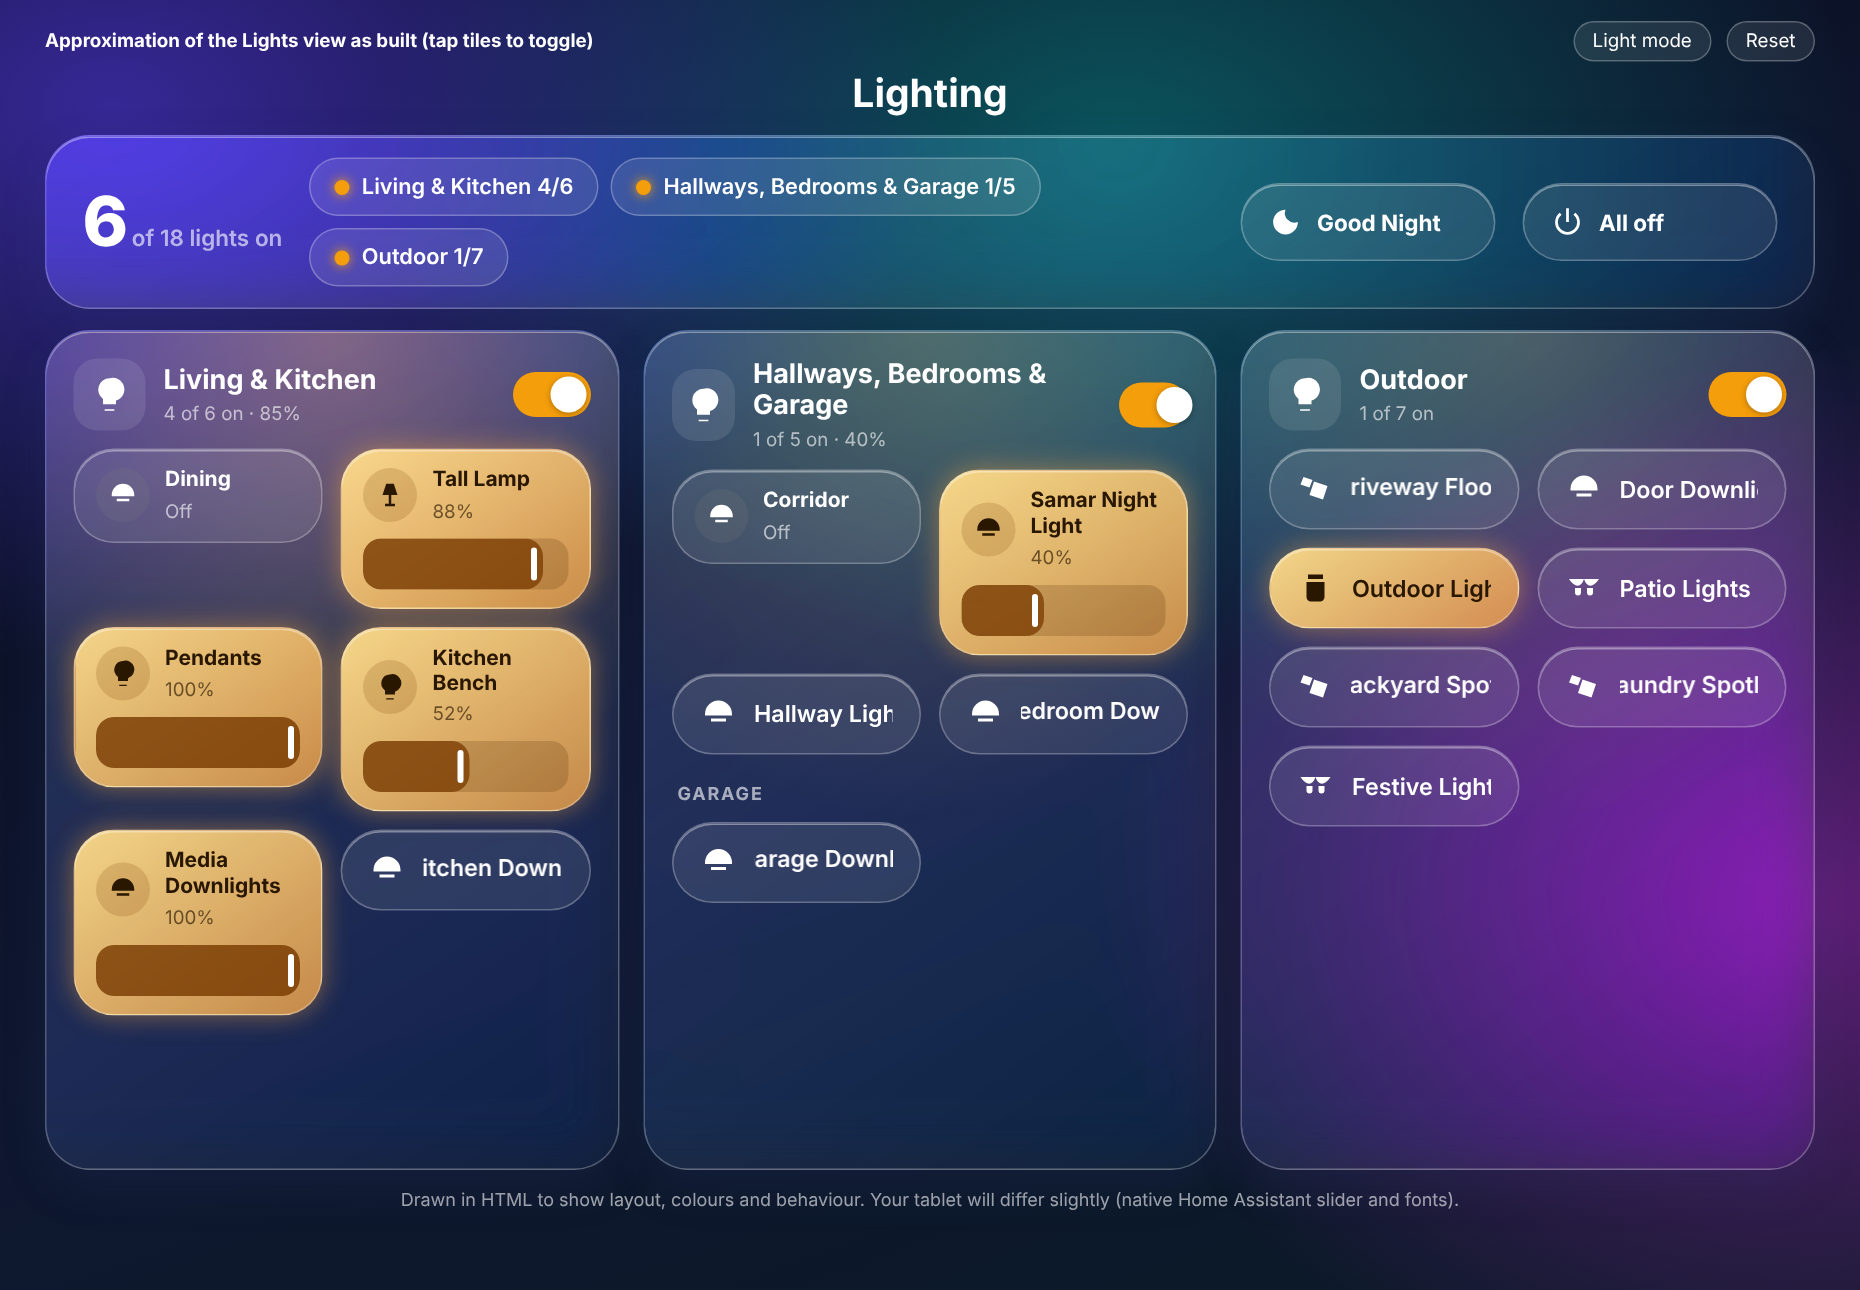 Approximation of the Lights view as built (tap tiles to toggle)
Light mode
Reset
Lighting
6 of 18 lights on
Living & Kitchen 4/6
Hallways, Bedrooms & Garage 1/5
Outdoor 1/7
Good Night
All off
Living & Kitchen
4 of 6 on · 85%
Dining
Off
Tall Lamp
88%
Pendants
100%
Kitchen
Bench
52%
Media
Downlights
100%
itchen Down
Hallways, Bedrooms &
Garage
1 of 5 on · 40%
Corridor
Off
Samar Night
Light
40%
Hallway Ligh
edroom Dow
GARAGE
arage Downl
Outdoor
1 of 7 on
riveway Floo
Door Downli
Outdoor Ligh
Patio Lights
ackyard Spo
aundry Spotl
Festive Light
Drawn in HTML to show layout, colours and behaviour. Your tablet will differ slightly (native Home Assistant slider and fonts).